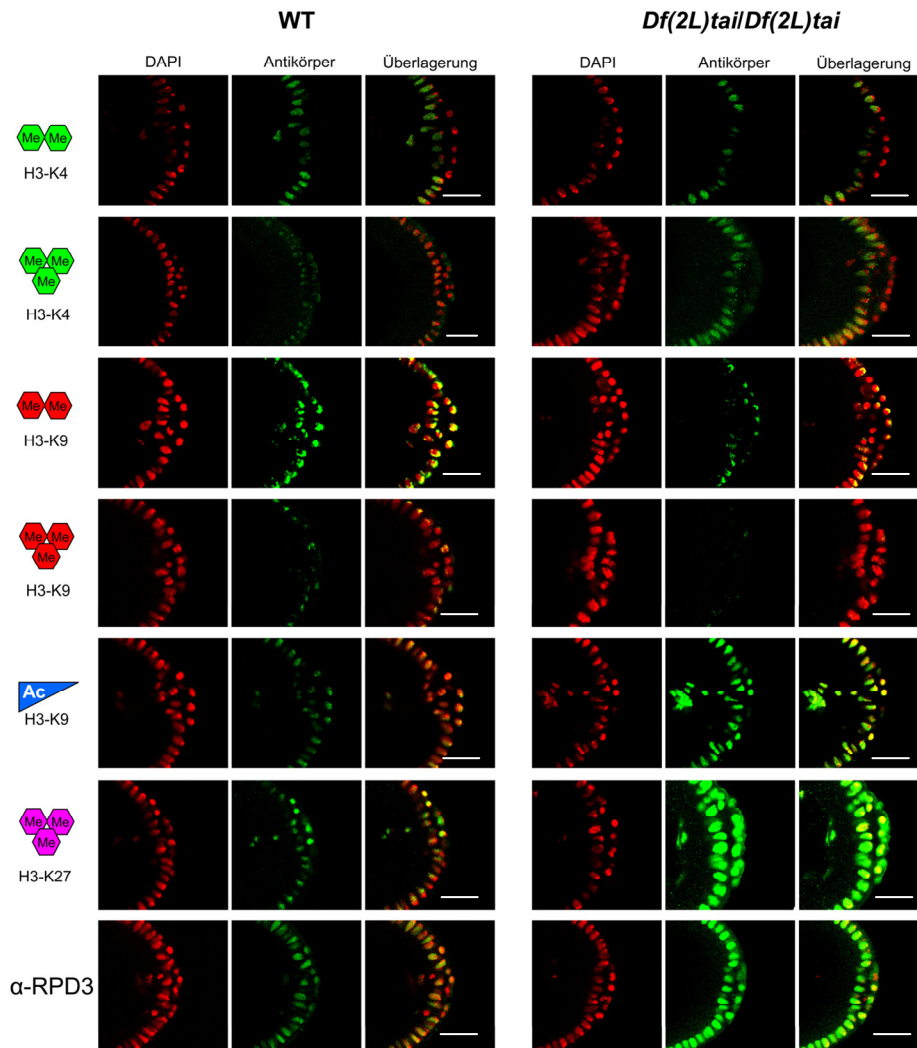 WT Df(2L)tai/Df(2L)tai
DAPI Antikörper Überlagerung DAPI Antikörper Überlagerung
Me Me
H3-K4
Me Me
Me
H3-K4
Me Me
H3-K9
Me Me
Me
H3-K9
Ac
H3-K9
Me Me
Me
H3-K27
α-RPD3